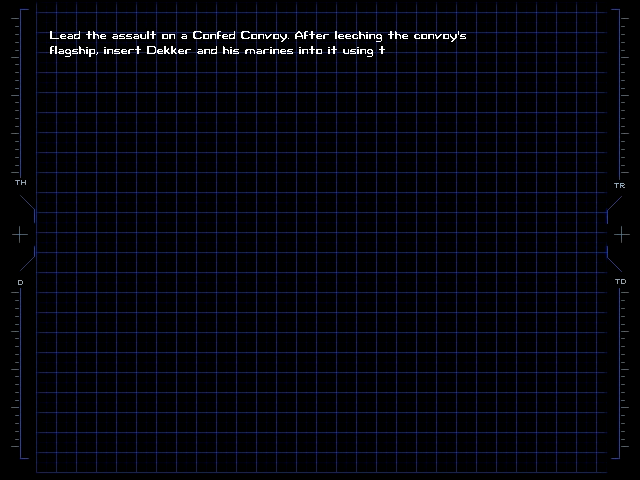 Lead the assault on a Confed Convoy. After leeching the convoy's
flagship, insert Dekker and his marines into it using t
TH
TR
D
TD